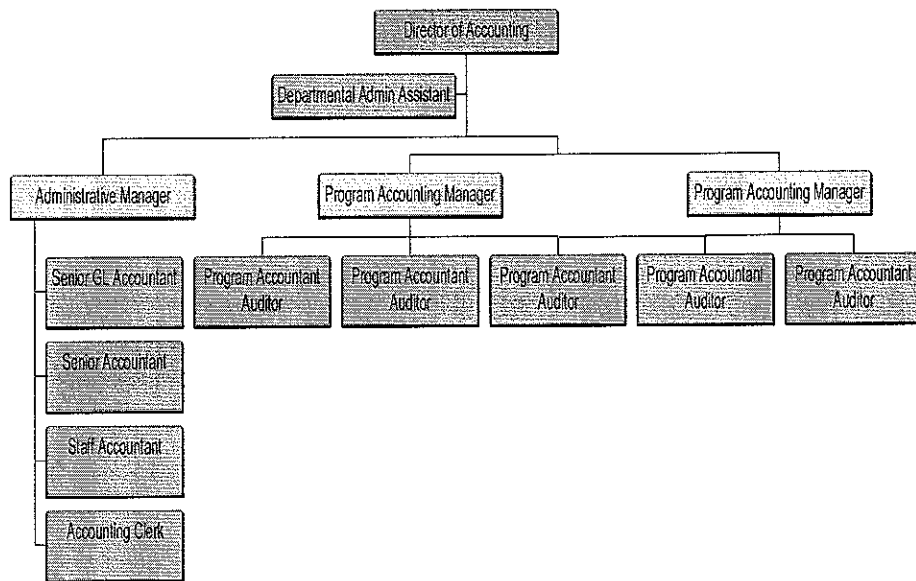 Director of Accounting
Departmental Admin Assistant
Administrative Manager
Program Accounting Manager
Program Accounting Manager
Senior GL Accountant
Program Accountant
Auditor
Program Accountant
Auditor
Program Accountant
Auditor
Program Accountant
Auditor
Program Accountant
Auditor
Senior Accountant
Staff Accountant
Accounting Clerk